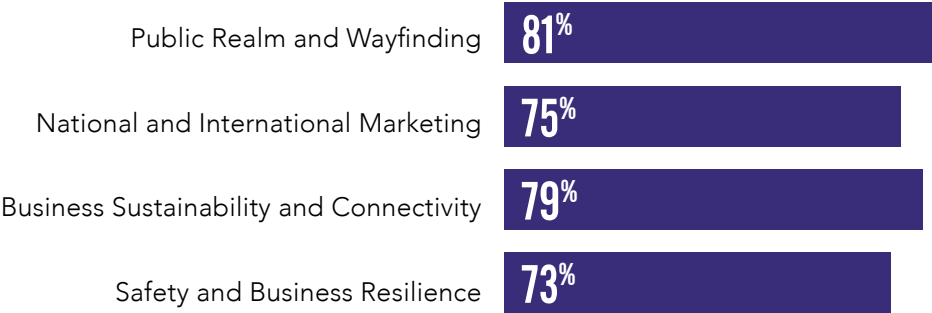 Public Realm and Wayfinding 81%
National and International Marketing 75%
Business Sustainability and Connectivity 79%
Safety and Business Resilience 73%